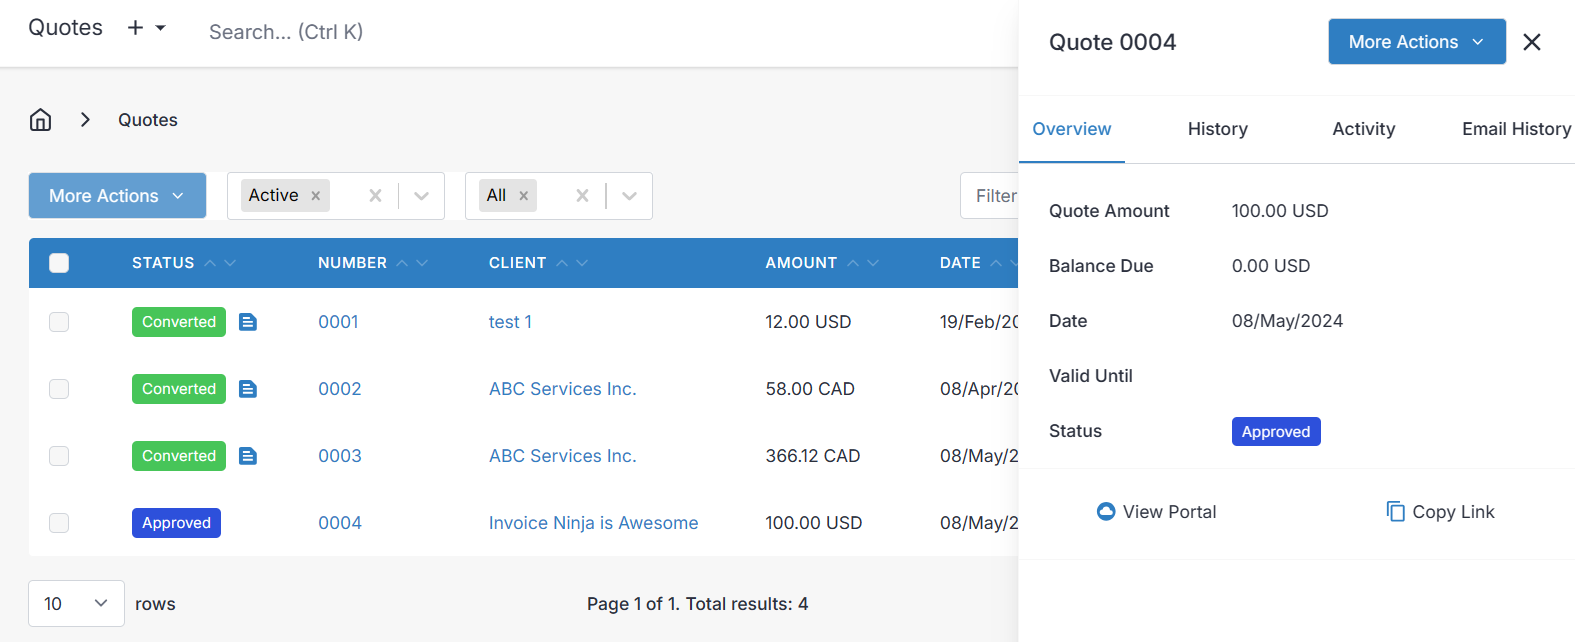 Quotes
Search... (Ctrl K)
Quotes
More Actions
Active
All
Filter
STATUS NUMBER CLIENT AMOUNT DATE
Converted 0001 test 1 12.00 USD 19/Feb/20
Converted 0002 ABC Services Inc. 58.00 CAD 08/Apr/20
Converted 0003 ABC Services Inc. 366.12 CAD 08/May/2
Approved 0004 Invoice Ninja is Awesome 100.00 USD 08/May/2
10 rows
Page 1 of 1. Total results: 4
Quote 0004
More Actions
Overview History Activity Email History
Quote Amount 100.00 USD
Balance Due 0.00 USD
Date 08/May/2024
Valid Until
Status Approved
View Portal Copy Link